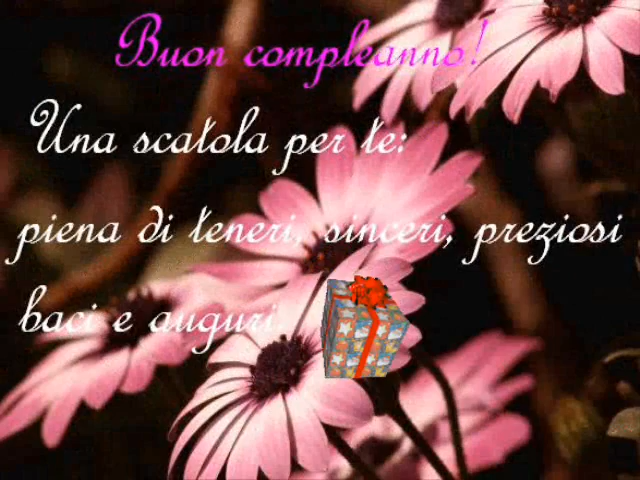 Buon compleanno!
Una scatola per te:
piena di teneri, sinceri, preziosi
baci e auguri.